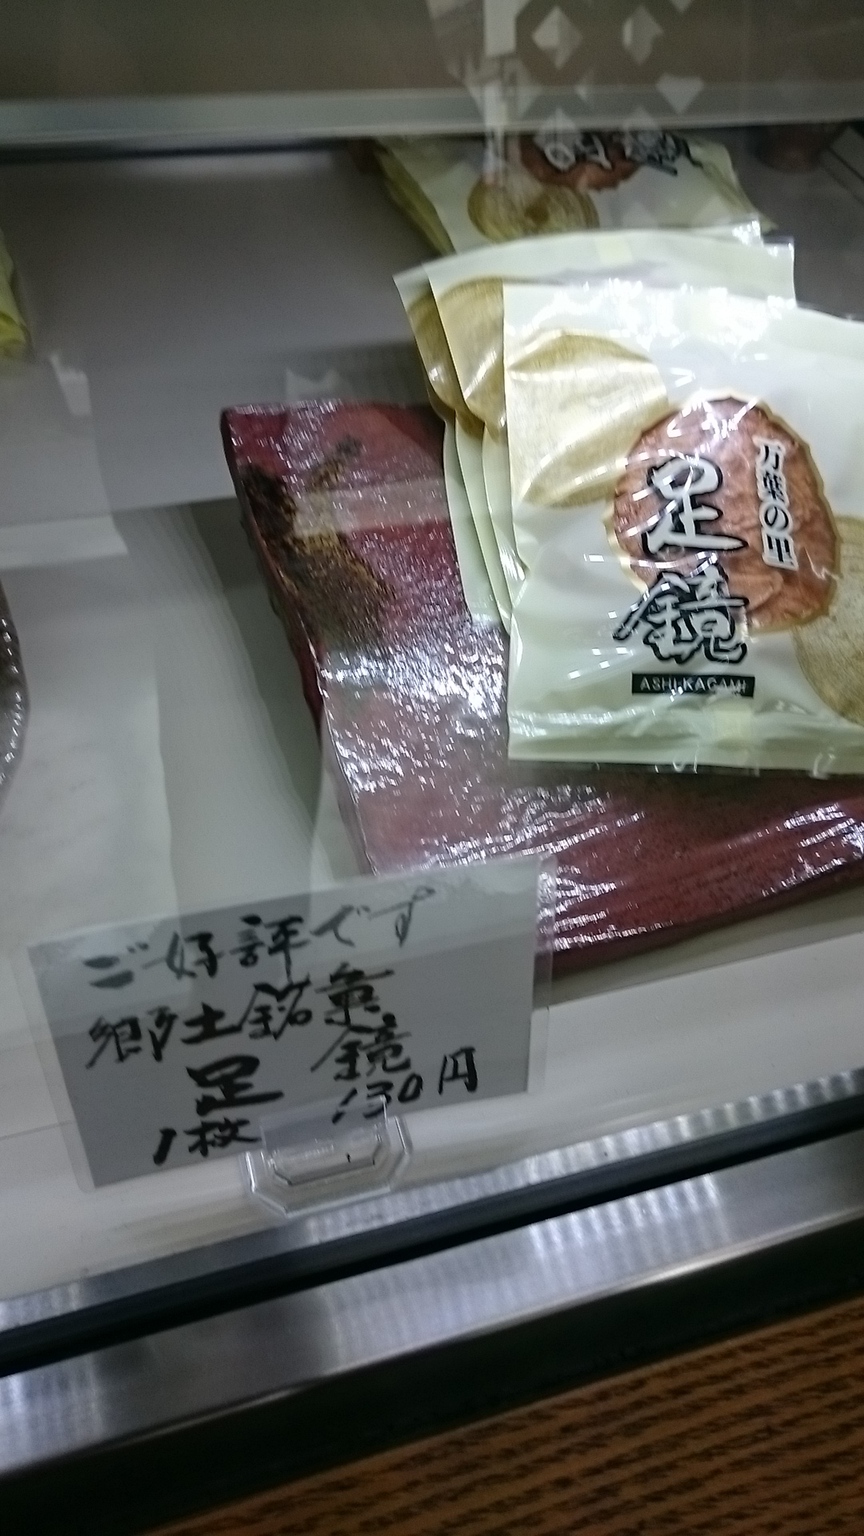 万葉の里
足鏡
ASHI-KAGAMI
ご好評です
郷土銘菓
足鏡
1枚 130円